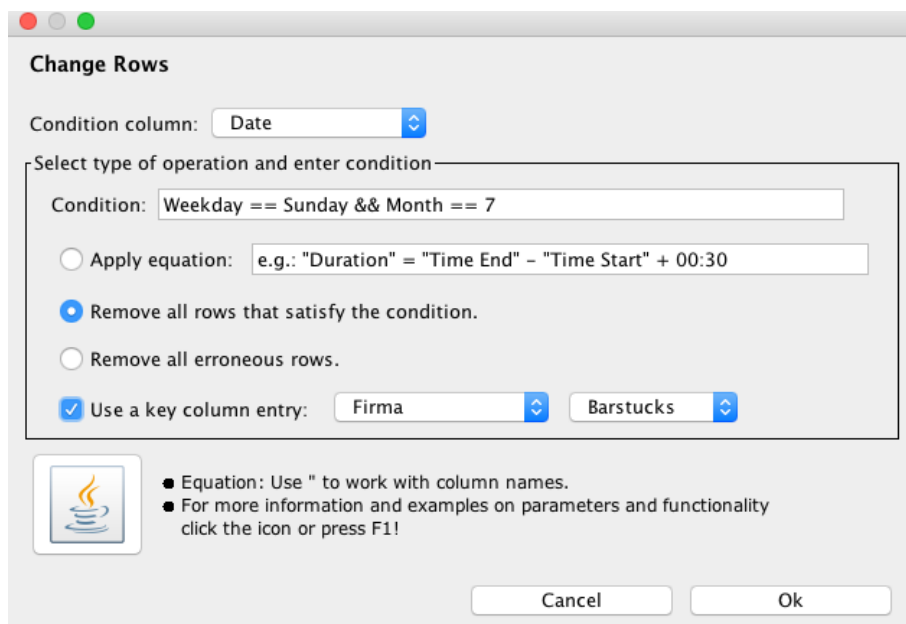 Change Rows
Condition column: Date
Select type of operation and enter condition
Condition: Weekday == Sunday && Month == 7
Apply equation: e.g.: "Duration" = "Time End" - "Time Start" + 00:30
Remove all rows that satisfy the condition.
Remove all erroneous rows.
Use a key column entry: Firma Barstucks
● Equation: Use " to work with column names.
● For more information and examples on parameters and functionality
click the icon or press F1!
Cancel Ok